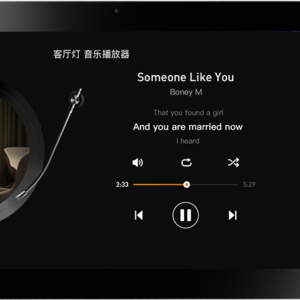 客厅灯 音乐播放器
Someone Like You
Boney M
That you found a girl
And you are married now
I heard
2:33
5:29